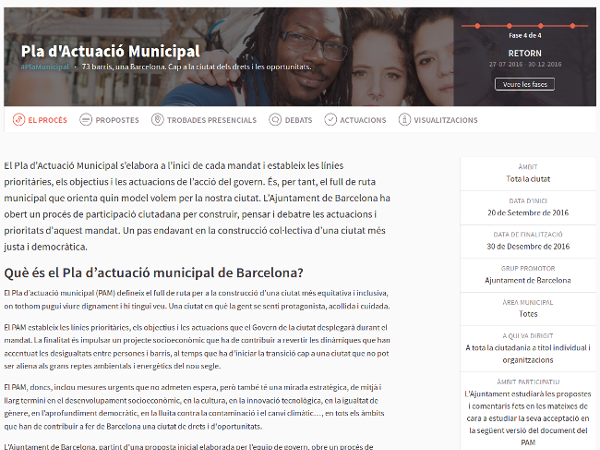 Pla d'Actuació Municipal
#PlaMunicipal • 73 barris, una Barcelona. Cap a la ciutat dels drets i les oportunitats.
Fase 4 de 4
RETORN
27-07-2016 - 30-12-2016
Veure les fases
EL PROCÉS PROPOSTES TROBADES PRESENCIALS DEBATS ACTUACIONS VISUALITZACIONS
El Pla d'Actuació Municipal s'elabora a l'inici de cada mandat i estableix les línies
prioritàries, els objectius i les actuacions de l'acció del govern. És, per tant, el full de ruta
municipal que orienta quin model volem per la nostra ciutat. L'Ajuntament de Barcelona ha
obert un procés de participació ciutadana per construir, pensar i debatre les actuacions i
prioritats d'aquest mandat. Un pas endavant en la construcció col·lectiva d'una ciutat més
justa i democràtica.
Què és el Pla d'actuació municipal de Barcelona?
El Pla d'actuació municipal (PAM) defineix el full de ruta per a la construcció d'una ciutat més equitativa i inclusiva,
on tothom pugui viure dignament i hi tingui veu. Una ciutat en què la gent se senti protagonista, acollida i cuidada.
El PAM estableix les línies prioritàries, els objectius i les actuacions que el Govern de la ciutat desplegarà durant el
mandat. La finalitat és impulsar un projecte socioeconòmic que ha de contribuir a revertir les dinàmiques que han
accentuat les desigualtats entre persones i barris, al temps que ha d'iniciar la transició cap a una ciutat que no pot
ser aliena als grans reptes ambientals i energètics del nou segle.
El PAM, doncs, inclou mesures urgents que no admeten espera, però també té una mirada estratègica, de mitjà i
llarg termini en el desenvolupament socioeconòmic, en la cultura, en la innovació tecnològica, en la igualtat de
gènere, en l'aprofundiment democràtic, en la lluita contra la contaminació i el canvi climàtic..., en tots els àmbits
que han de contribuir a fer de Barcelona una ciutat de drets i d'oportunitats.
L'Ajuntament de Barcelona, partint d'una proposta inicial elaborada per l'equip de govern, obre un procés de
ÀMBIT
Tota la ciutat
DATA D'INICI
20 de Setembre de 2016
DATA DE FINALITZACIÓ
30 de Desembre de 2016
GRUP PROMOTOR
Ajuntament de Barcelona
ÀREA MUNICIPAL
Totes
A QUI VA DIRIGIT
A tota la ciutadania a títol individual i
organitzacions
ÀMBIT PARTICIPATIU
L'Ajuntament estudiarà les propostes
i comentaris fets en les mateixes de
cara a estudiar la seva acceptació en
la següent versió del document del
PAM